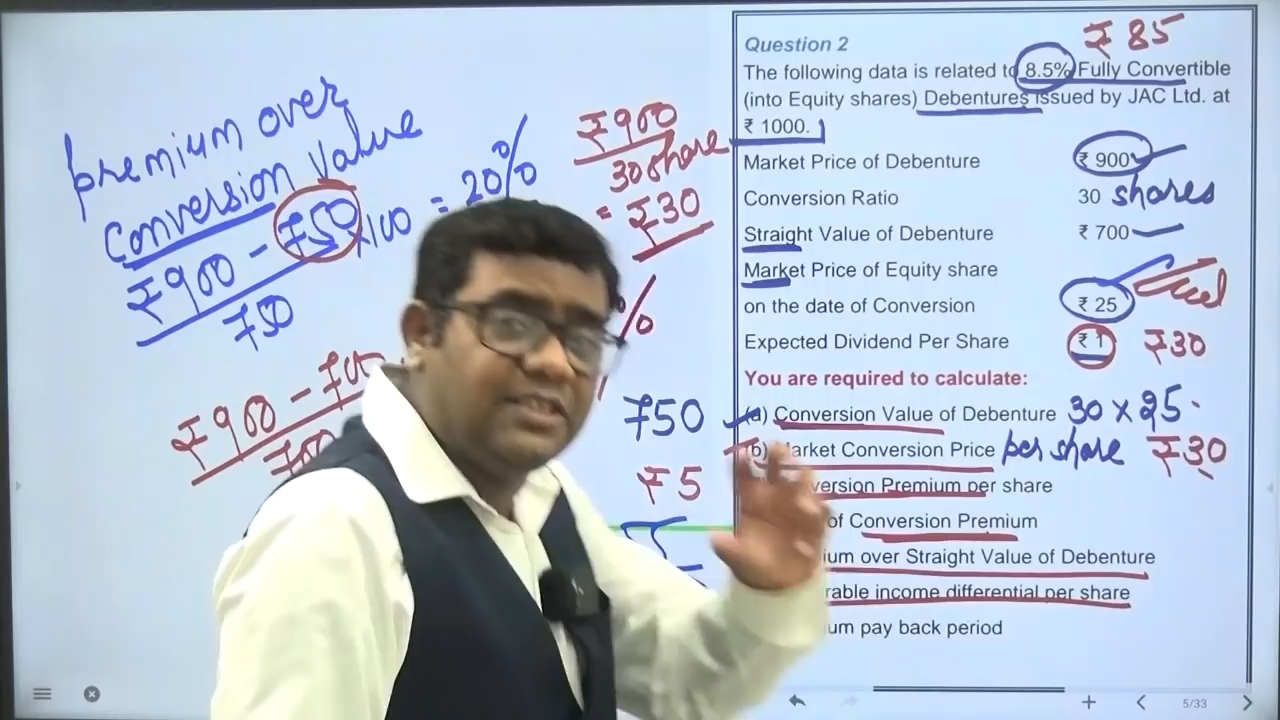 premium over
Conversion Value
₹900 - 750 × 100 = 20%
750
₹900
30 share
= ₹30
%
₹900 - 700
700
750
₹5
Question 2
₹85
The following data is related to 8.5% Fully Convertible
(into Equity shares) Debentures issued by JAC Ltd. at
₹ 1000.
Market Price of Debenture ₹ 900
Conversion Ratio 30 shares
Straight Value of Debenture ₹ 700
Market Price of Equity share
on the date of Conversion ₹ 25
Expected Dividend Per Share ₹ 1 ₹30
You are required to calculate:
(a) Conversion Value of Debenture 30 × 25
(b) Market Conversion Price per share ₹30
Premium per share
of Conversion Premium
over Straight Value of Debenture
income differential per share
pay back period
5/33